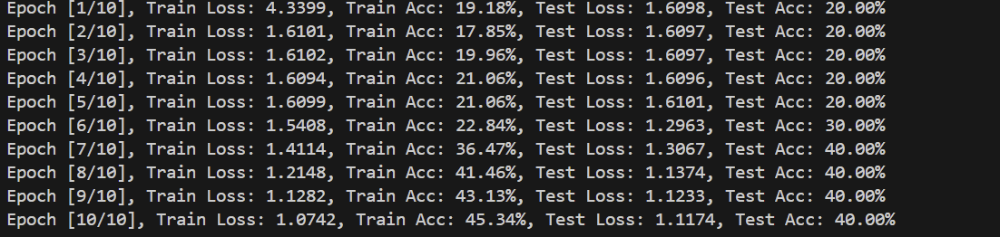 Epoch [1/10], Train Loss: 4.3399, Train Acc: 19.18%, Test Loss: 1.6098, Test Acc: 20.00%
Epoch [2/10], Train Loss: 1.6101, Train Acc: 17.85%, Test Loss: 1.6097, Test Acc: 20.00%
Epoch [3/10], Train Loss: 1.6102, Train Acc: 19.96%, Test Loss: 1.6097, Test Acc: 20.00%
Epoch [4/10], Train Loss: 1.6094, Train Acc: 21.06%, Test Loss: 1.6096, Test Acc: 20.00%
Epoch [5/10], Train Loss: 1.6099, Train Acc: 21.06%, Test Loss: 1.6101, Test Acc: 20.00%
Epoch [6/10], Train Loss: 1.5408, Train Acc: 22.84%, Test Loss: 1.2963, Test Acc: 30.00%
Epoch [7/10], Train Loss: 1.4114, Train Acc: 36.47%, Test Loss: 1.3067, Test Acc: 40.00%
Epoch [8/10], Train Loss: 1.2148, Train Acc: 41.46%, Test Loss: 1.1374, Test Acc: 40.00%
Epoch [9/10], Train Loss: 1.1282, Train Acc: 43.13%, Test Loss: 1.1233, Test Acc: 40.00%
Epoch [10/10], Train Loss: 1.0742, Train Acc: 45.34%, Test Loss: 1.1174, Test Acc: 40.00%